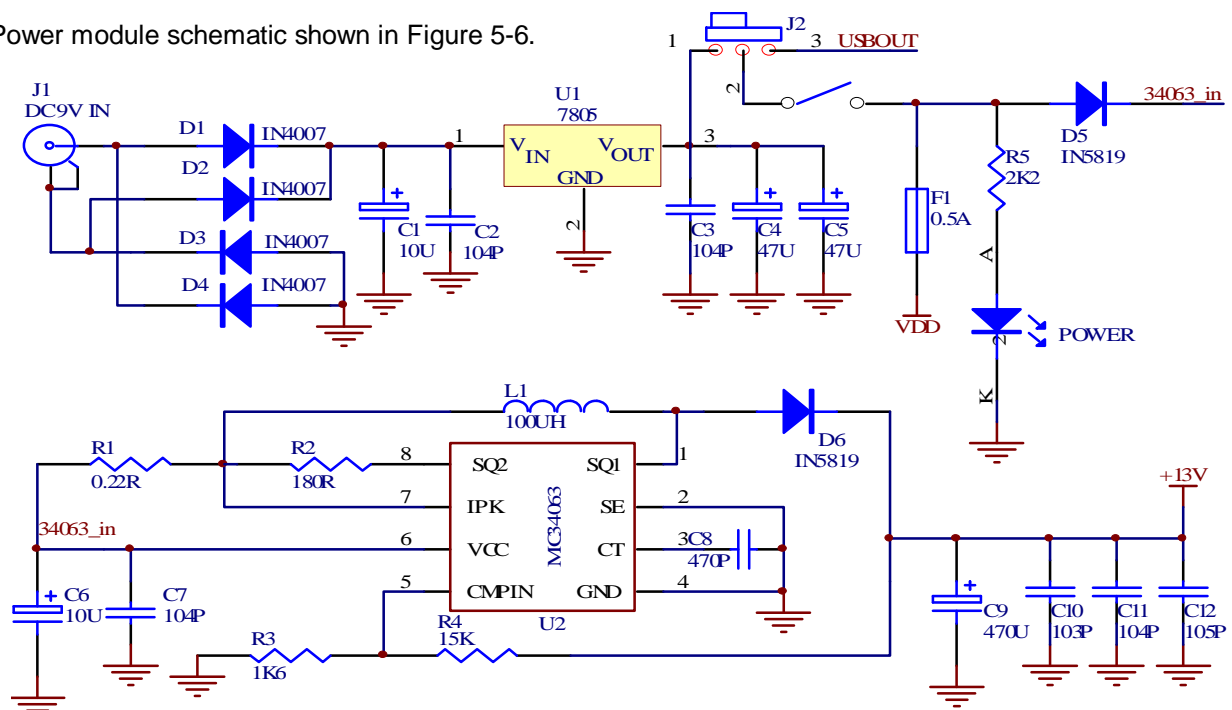 Power module schematic shown in Figure 5-6.
J2
1
3
USBOUT
2
J1
DC9V IN
U1
7805
34063_in
D1
IN4007
1
V IN
V OUT
3
D5
IN5819
D2
IN4007
GND
R5
2K2
F1
0.5A
D3
IN4007
2
C1
10U
C2
104P
C3
104P
C4
47U
C5
47U
A
D4
IN4007
VDD
2
POWER
K
L1
100UH
D6
IN5819
R1
0.22R
R2
180R
8
SQ2
SQ1
1
+13V
7
IPK
MC34063
SE
2
34063_in
6
VCC
CT
3
C8
470P
5
CMPIN
GND
4
C6
10U
C7
104P
U2
C9
470U
C10
103P
C11
104P
C12
105P
R3
1K6
R4
15K
+
+
+
+
+